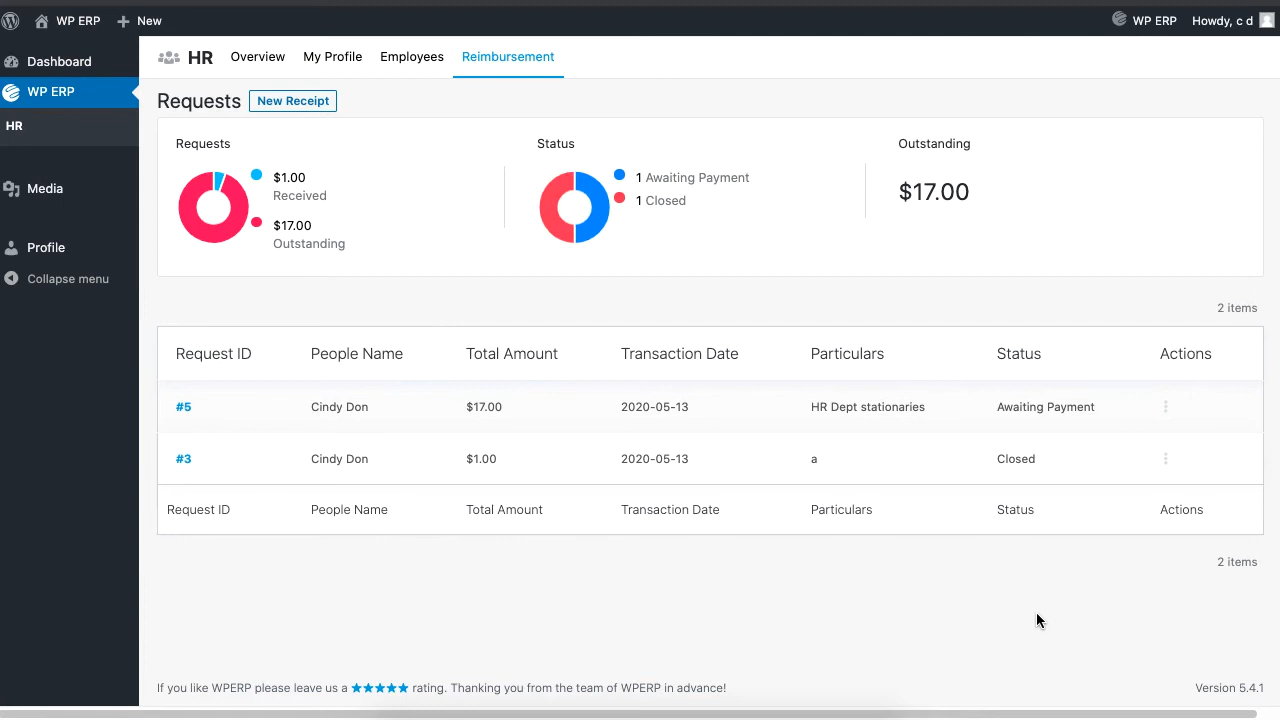 WP ERP New WP ERP Howdy, c d
Dashboard
WP ERP
HR
Media
Profile
Collapse menu
HR Overview My Profile Employees Reimbursement
Requests New Receipt
Requests
$1.00
Received
$17.00
Outstanding
Status
1 Awaiting Payment
1 Closed
Outstanding
$17.00
2 items
Request ID People Name Total Amount Transaction Date Particulars Status Actions
#5 Cindy Don $17.00 2020-05-13 HR Dept stationaries Awaiting Payment
#3 Cindy Don $1.00 2020-05-13 a Closed
Request ID People Name Total Amount Transaction Date Particulars Status Actions
2 items
If you like WPERP please leave us a ★★★★★ rating. Thanking you from the team of WPERP in advance! Version 5.4.1